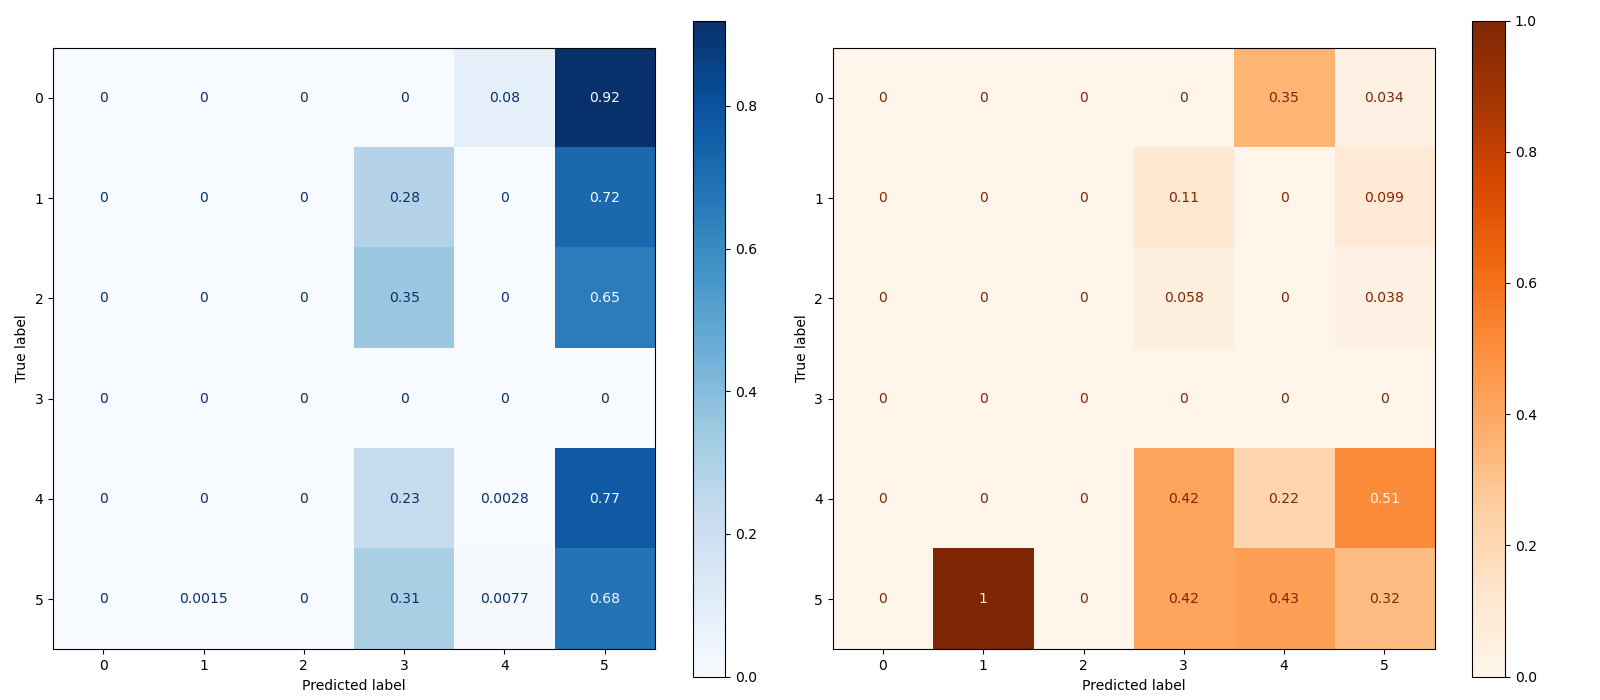 0 0 0 0 0 0.08 0.92 0.8
1 0 0 0 0.28 0 0.72
2 0 0 0 0.35 0 0.65 0.6
3 0 0 0 0 0 0 0.4
4 0 0 0 0.23 0.0028 0.77 0.2
5 0 0.0015 0 0.31 0.0077 0.68 0.0
0 1 2 3 4 5
True label
Predicted label
1.0
0 0 0 0 0 0.35 0.034 0.8
1 0 0 0 0.11 0 0.099
2 0 0 0 0.058 0 0.038 0.6
3 0 0 0 0 0 0 0.4
4 0 0 0 0.42 0.22 0.51 0.2
5 0 1 0 0.42 0.43 0.32 0.0
0 1 2 3 4 5
True label
Predicted label